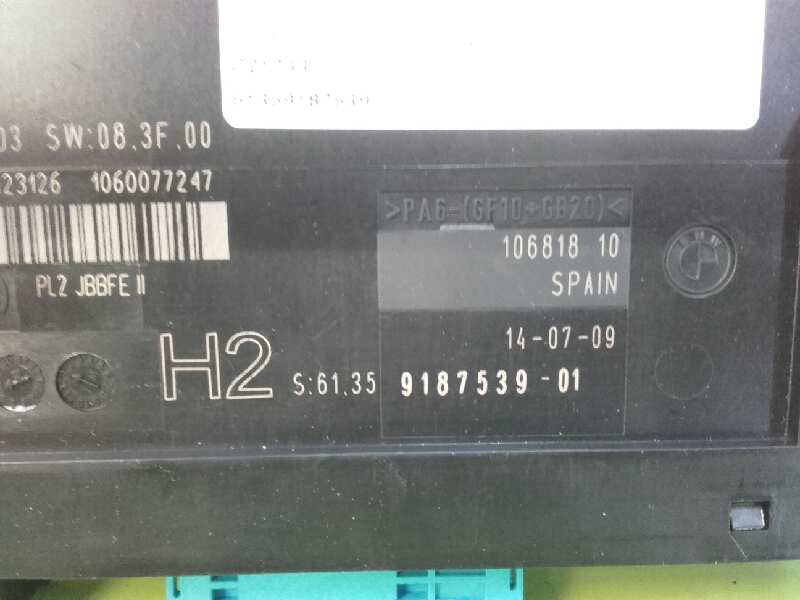 03 SW:08.3F.00
23126 1060077247
>PA6-(GF10+GB20)<
106818 10
SPAIN
PL2 JBBFE II
BMW
14-07-09
H2 S:61.35 9187539-01